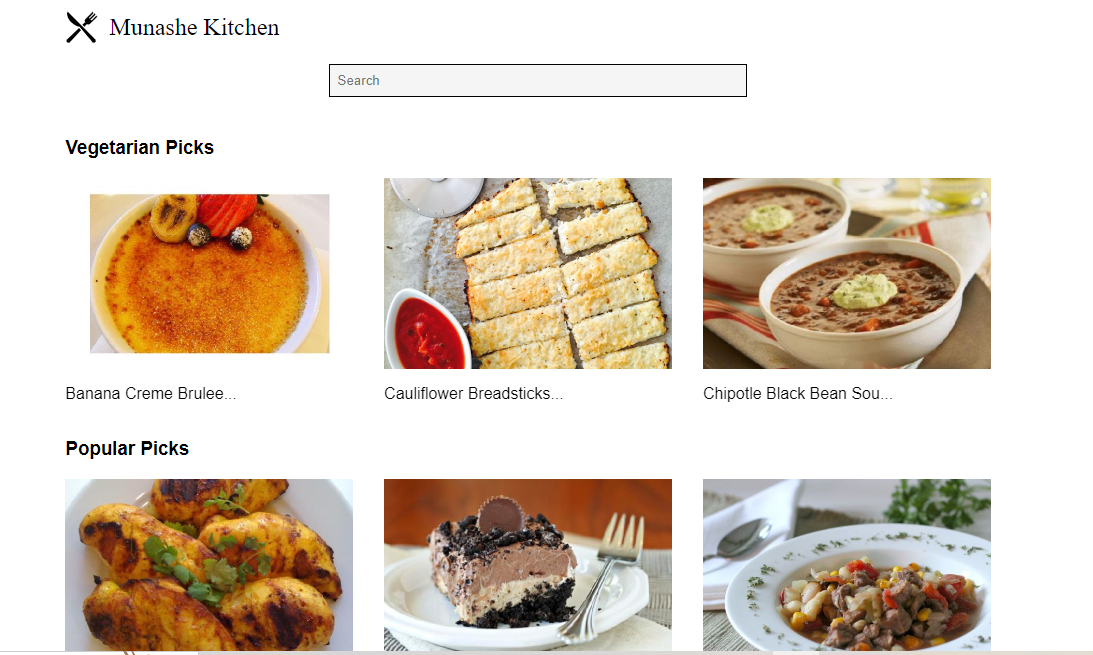 Munashe Kitchen
Search
Vegetarian Picks
Banana Creme Brulee...
Cauliflower Breadsticks...
Chipotle Black Bean Sou...
Popular Picks